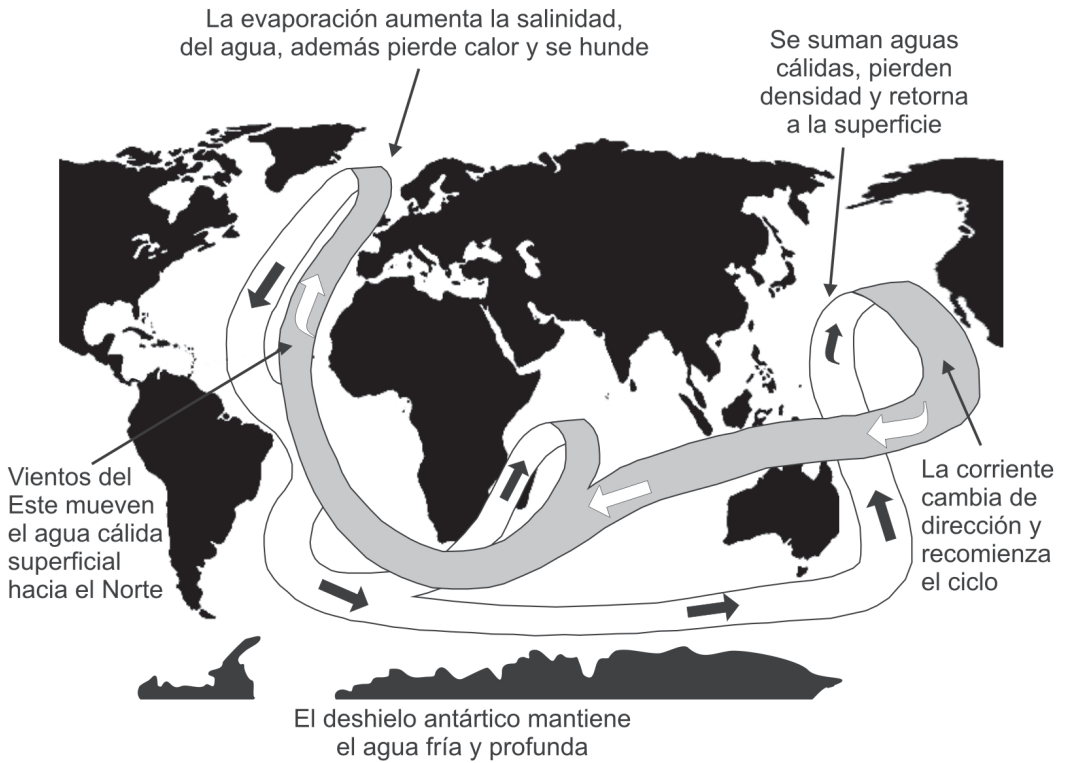 La evaporación aumenta la salinidad,
del agua, además pierde calor y se hunde
Se suman aguas
cálidas, pierden
densidad y retorna
a la superficie
Vientos del
Este mueven
el agua cálida
superficial
hacia el Norte
La corriente
cambia de
dirección y
recomienza
el ciclo
El deshielo antártico mantiene
el agua fría y profunda